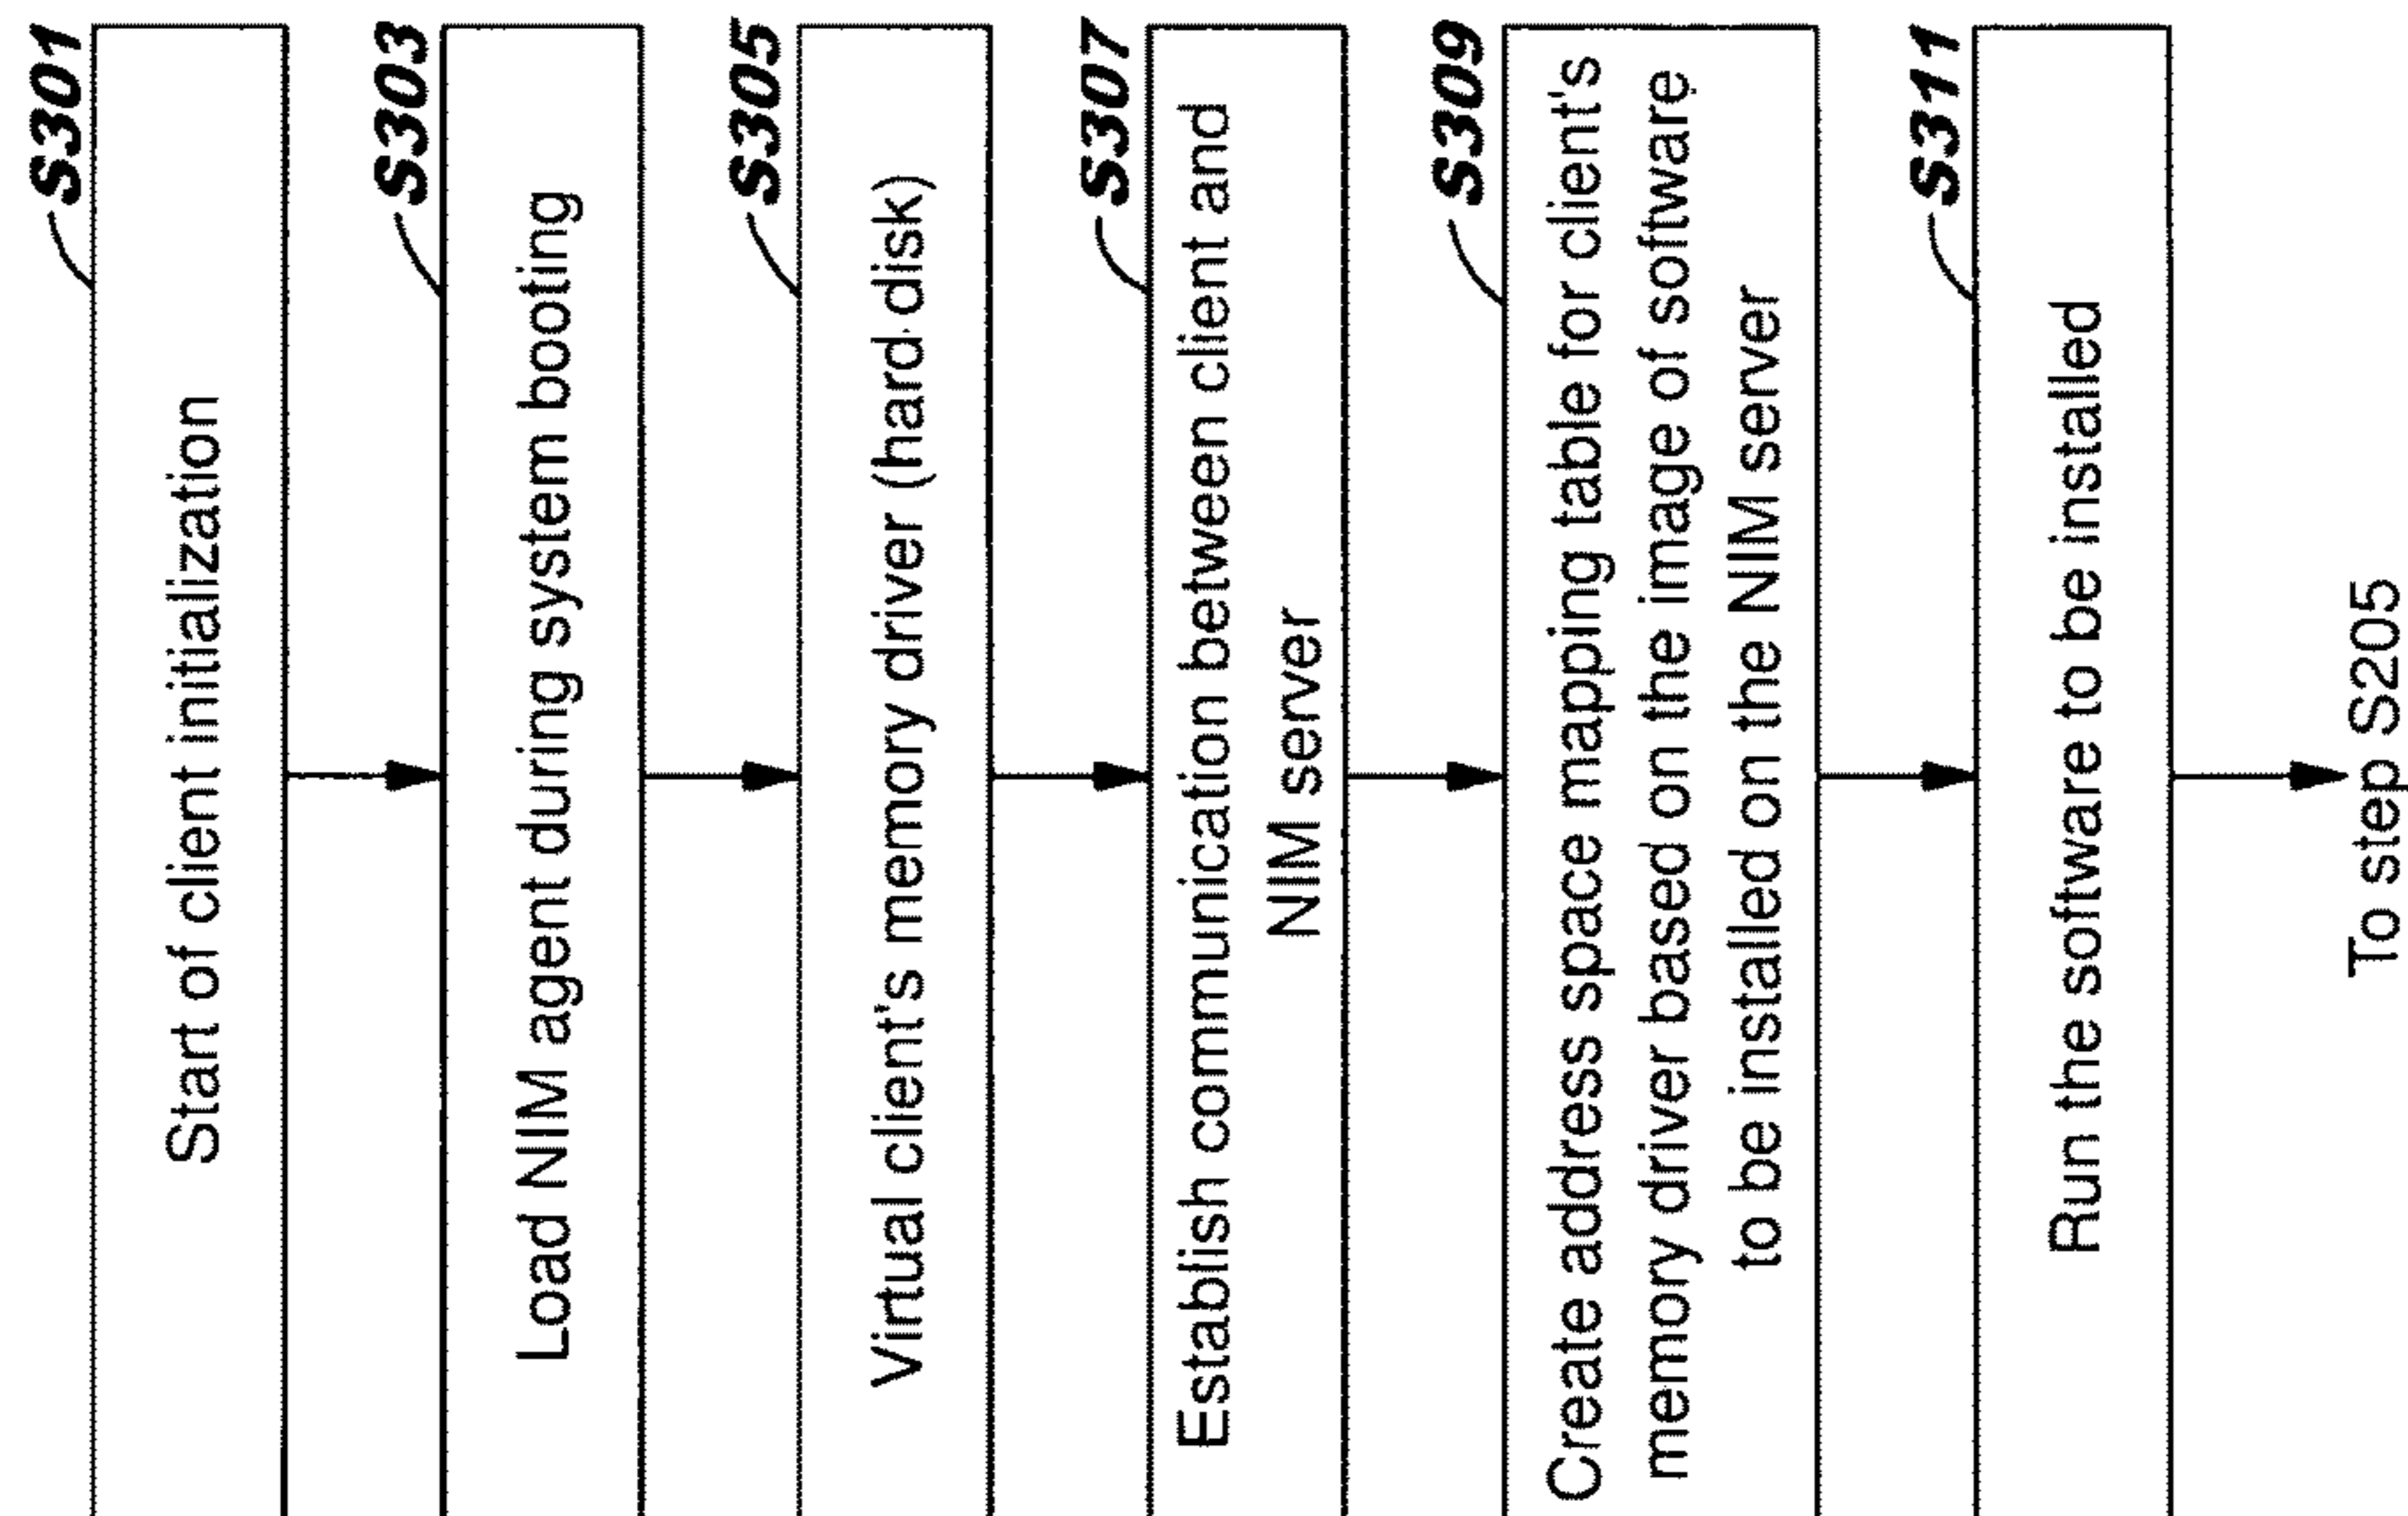 S301
Start of client initialization
S303
Load NIM agent during system booting
S305
Virtual client's memory driver (hard disk)
S307
Establish communication between client and
NIM server
S309
Create address space mapping table for client's
memory driver based on the image of software
to be installed on the NIM server
S311
Run the software to be installed
To step S205